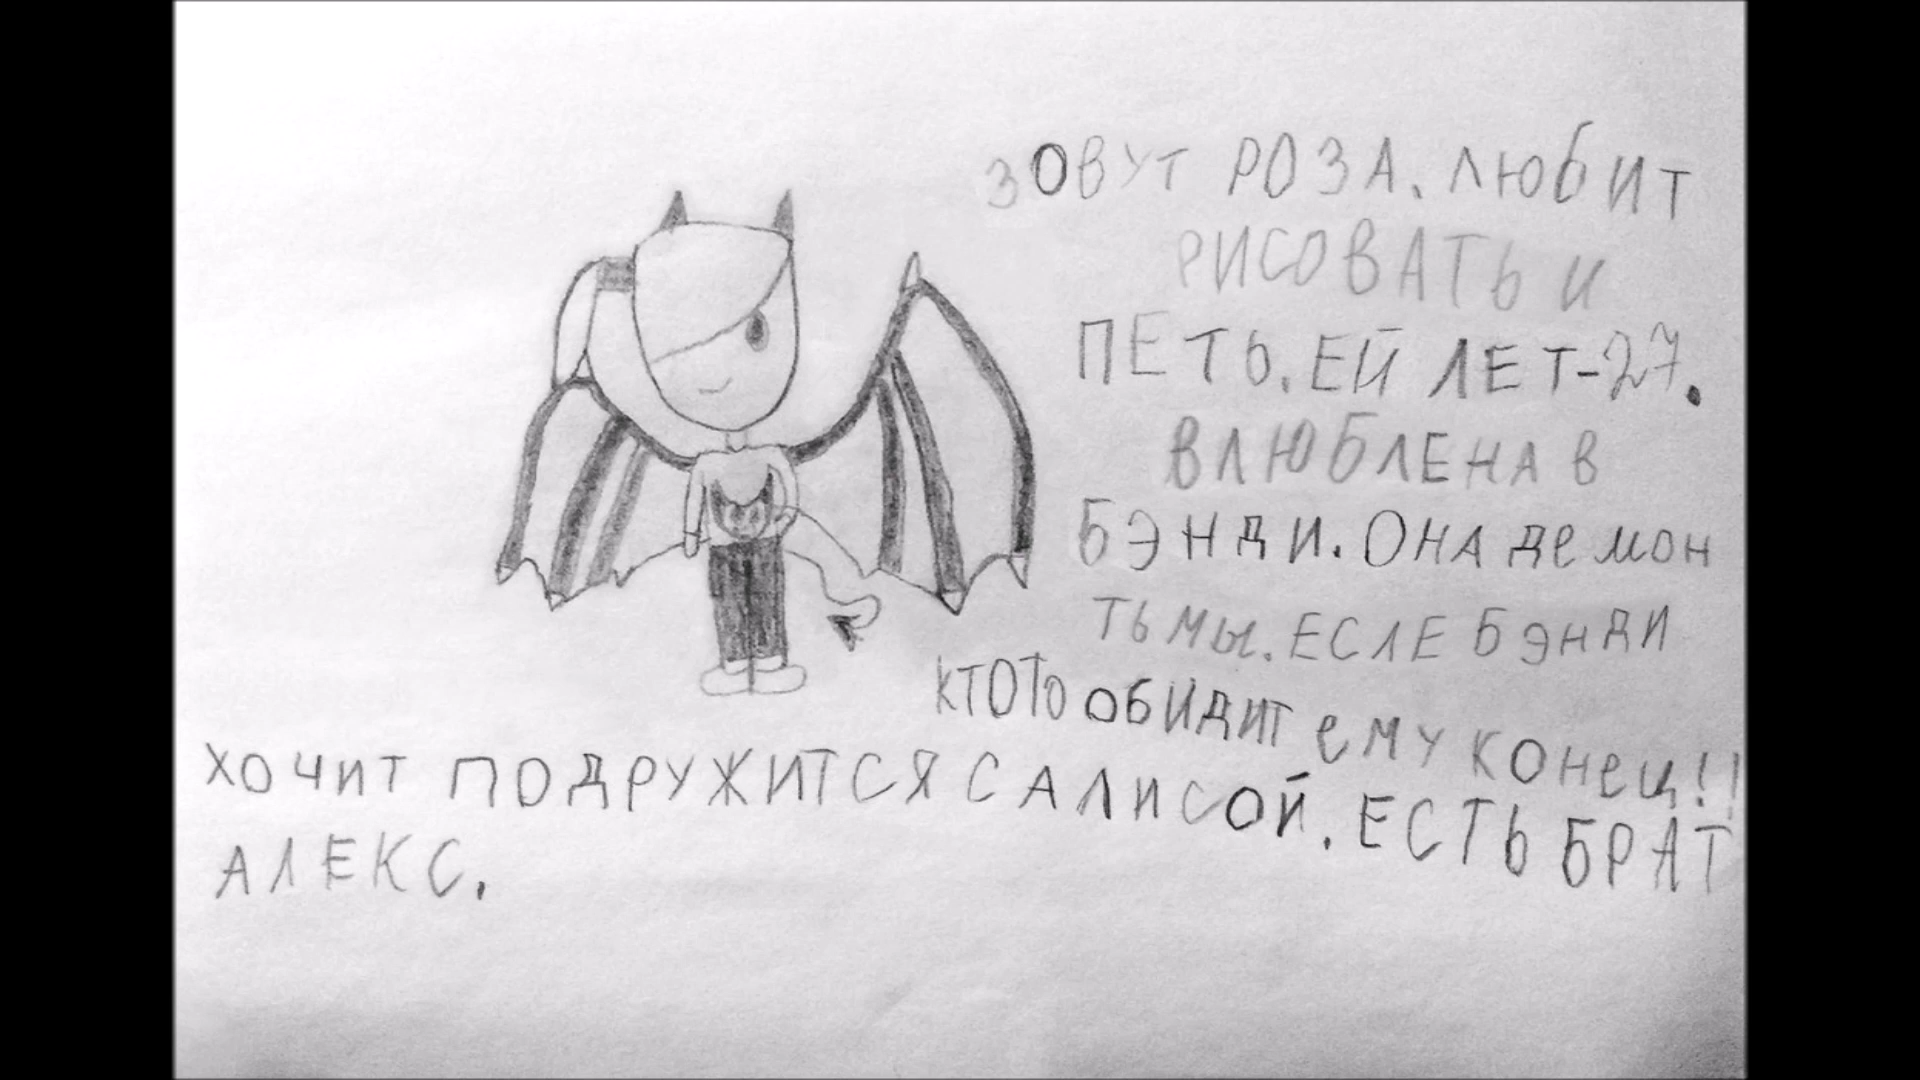 ЗОВУТ РОЗА. ЛЮБИТ
РИСОВАТЬ И
ПЕТЬ. ЕЙ ЛЕТ-27.
ВЛЮБЛЕНА В
БЭНДИ. ОНА ДЕМОН
ТЬМЫ. ЕСЛЕ БЭНДИ
КТОТО ОБИДИТ ЕМУ КОНЕЦ!!
ХОЧИТ ПОДРУЖИТСЯ С АЛИСОЙ. ЕСТЬ БРАТ
АЛЕКС.